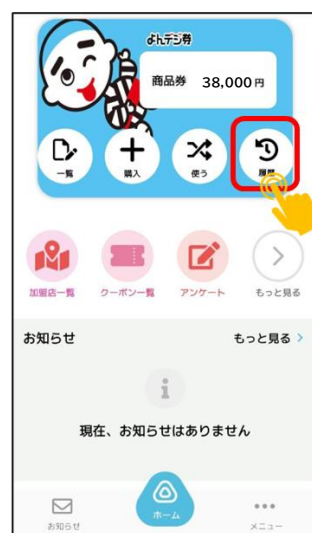 よんデジ券
商品券 38,000円
一覧 購入 使う 履歴
加盟店一覧 クーポン一覧 アンケート もっと見る
お知らせ もっと見る
現在、お知らせはありません
お知らせ ホーム メニュー